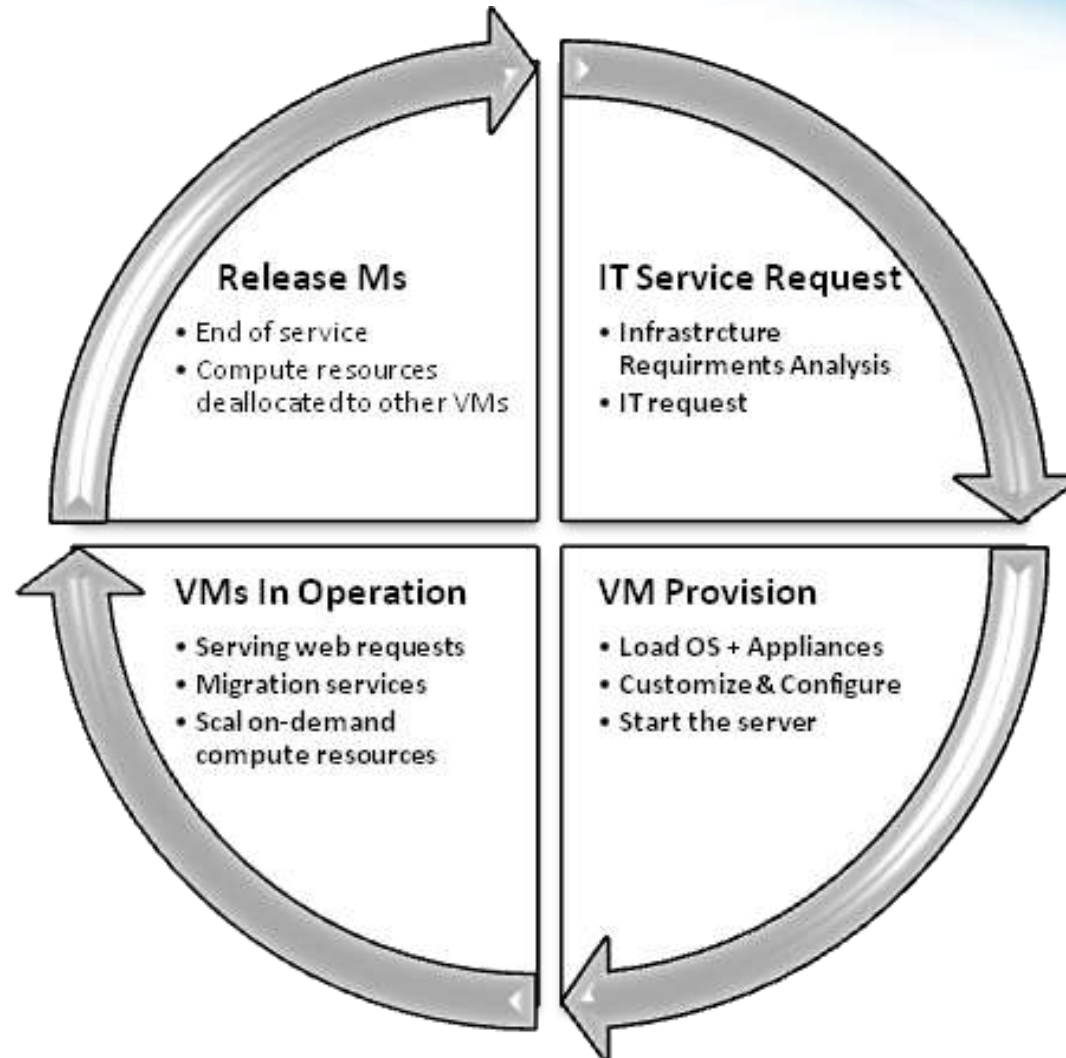 Release Ms
• End of service
• Compute resources
deallocated to other VMs
IT Service Request
• Infrastrcture
Requirments Analysis
• IT request
VMs In Operation
• Serving web requests
• Migration services
• Scal on-demand
compute resources
VM Provision
• Load OS + Appliances
• Customize & Configure
• Start the server